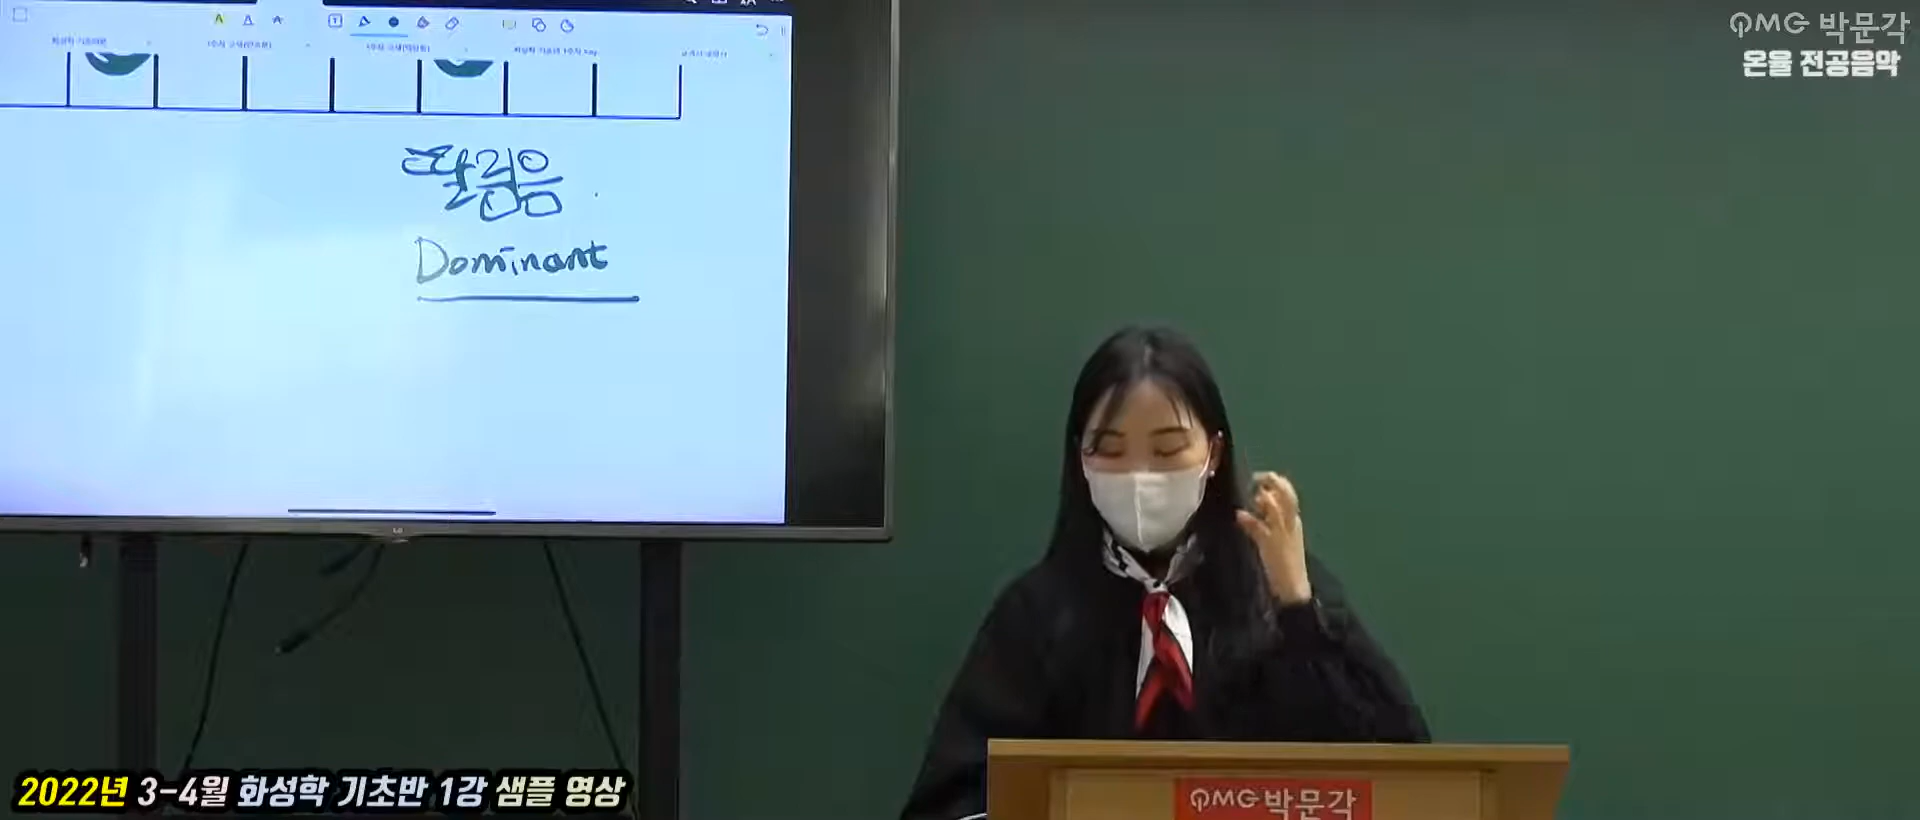 PMG 박문각
온율 전공음악
딸림음
Dominant
2022년 3-4월 화성학 기초반 1강 샘플 영상
PMG 박문각